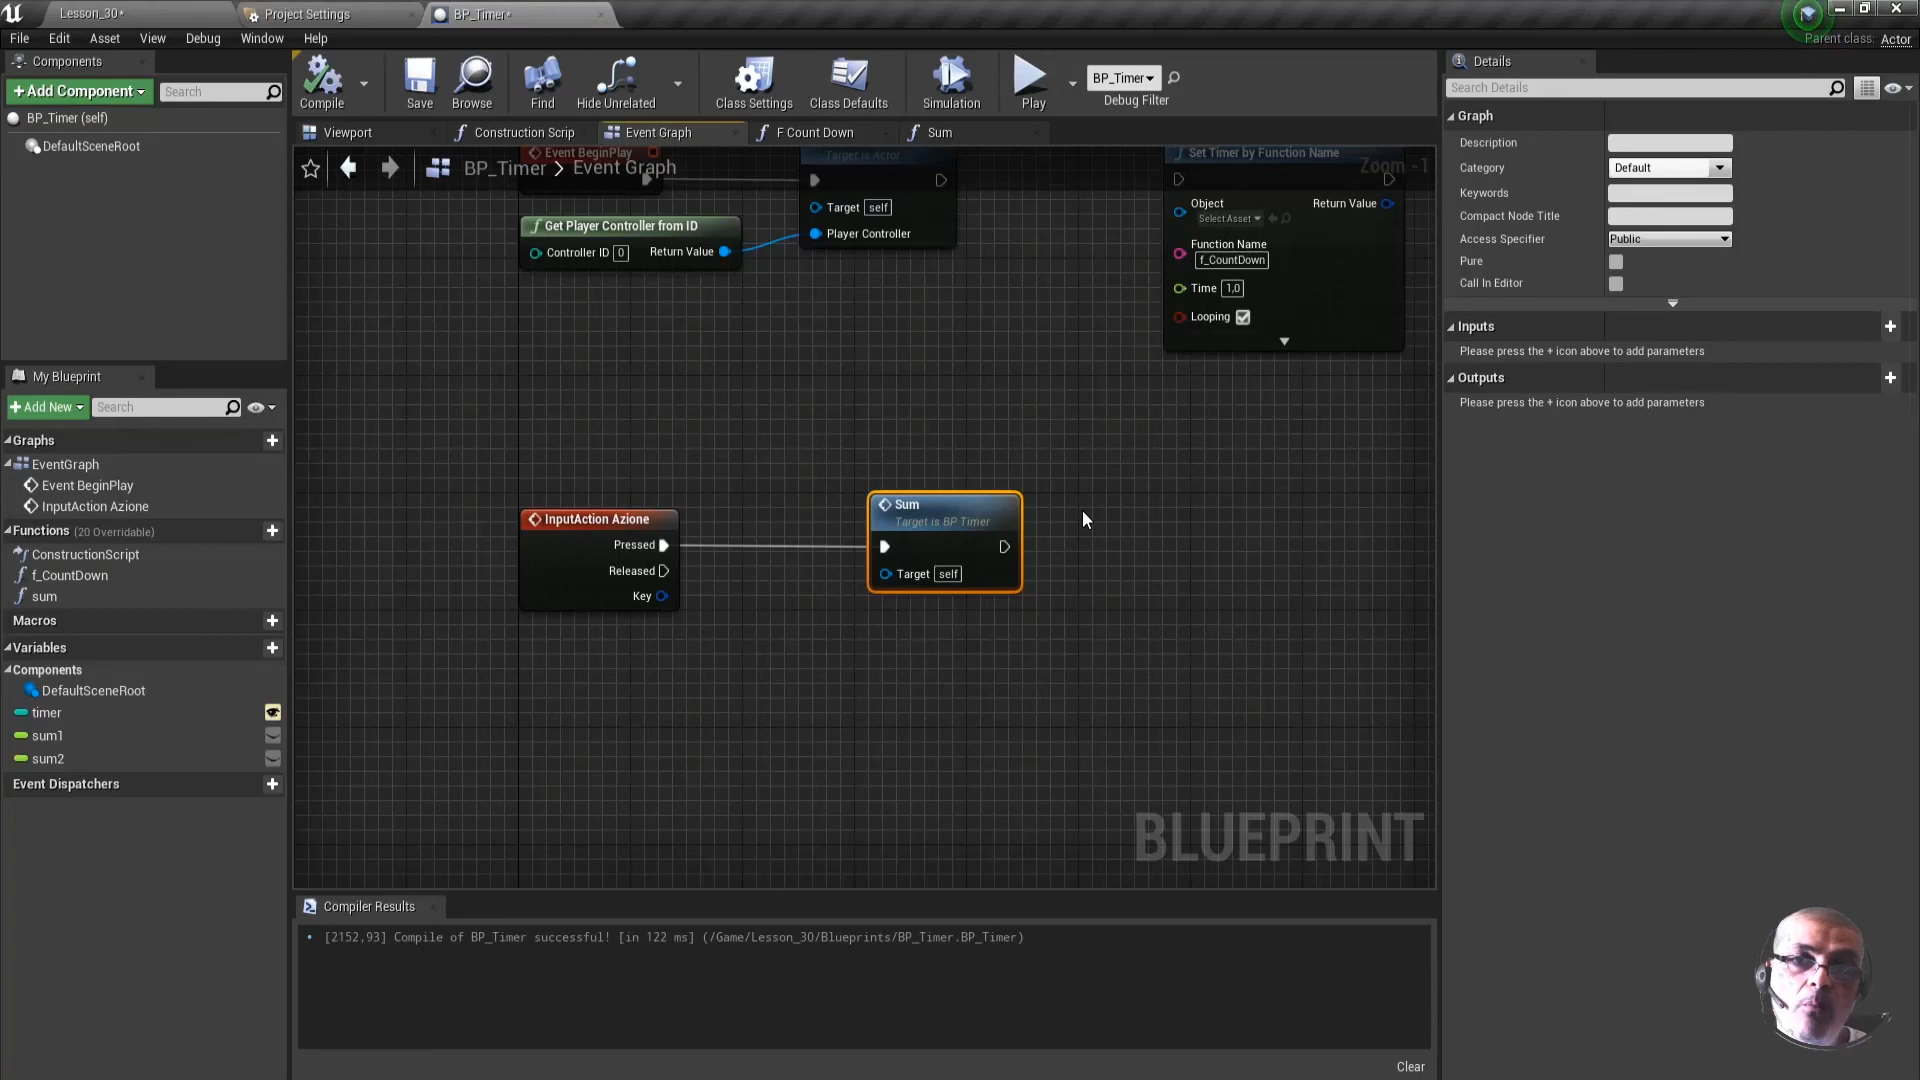 Lesson_30*
Project Settings
BP_Timer*
File Edit Asset View Debug Window Help
Parent class: Actor
Components
+Add Component
Search
BP_Timer (self)
DefaultSceneRoot
Compile
Save
Browse
Find
Hide Unrelated
Class Settings
Class Defaults
Simulation
Play
BP_Timer
Debug Filter
Viewport
Construction Scrip
Event Graph
F Count Down
Sum
BP_Timer > Event Graph
Zoom -1
Event BeginPlay
Target is Actor
Target self
Player Controller
Get Player Controller from ID
Controller ID 0
Return Value
Set Timer by Function Name
Object
Select Asset
Return Value
Function Name
f_CountDown
Time 1,0
Looping
InputAction Azione
Pressed
Released
Key
Sum
Target is BP Timer
Target self
BLUEPRINT
My Blueprint
+Add New
Search
Graphs
EventGraph
Event BeginPlay
InputAction Azione
Functions (20 Overridable)
ConstructionScript
f_CountDown
sum
Macros
Variables
Components
DefaultSceneRoot
timer
sum1
sum2
Event Dispatchers
Compiler Results
[2152,93] Compile of BP_Timer successful! [in 122 ms] (/Game/Lesson_30/Blueprints/BP_Timer.BP_Timer)
Clear
Details
Search Details
Graph
Description
Category Default
Keywords
Compact Node Title
Access Specifier Public
Pure
Call In Editor
Inputs
Please press the + icon above to add parameters
Outputs
Please press the + icon above to add parameters